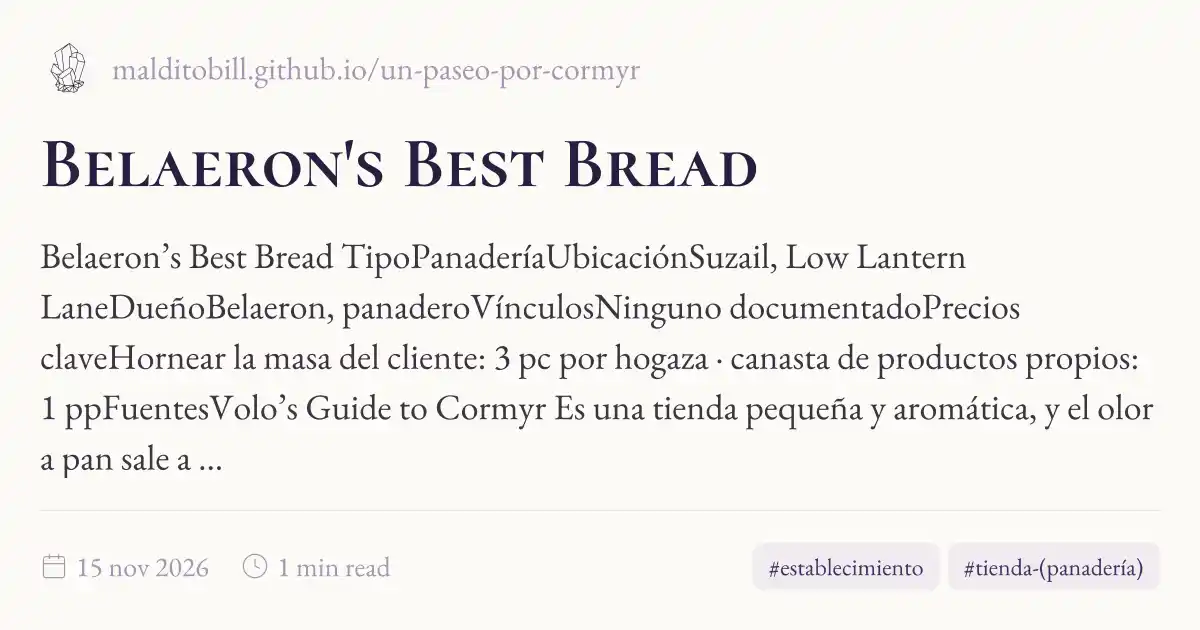 malditobill.github.io/un-paseo-por-cormyr
Belaeron's Best Bread
Belaeron’s Best Bread TipoPanaderíaUbicaciónSuzail, Low Lantern
LaneDueñoBelaeron, panaderoVínculosNinguno documentadoPrecios
claveHornear la masa del cliente: 3 pc por hogaza · canasta de productos propios:
1 ppFuentesVolo’s Guide to Cormyr Es una tienda pequeña y aromática, y el olor
a pan sale a ...
15 nov 2026 1 min read #establecimiento #tienda-(panadería)